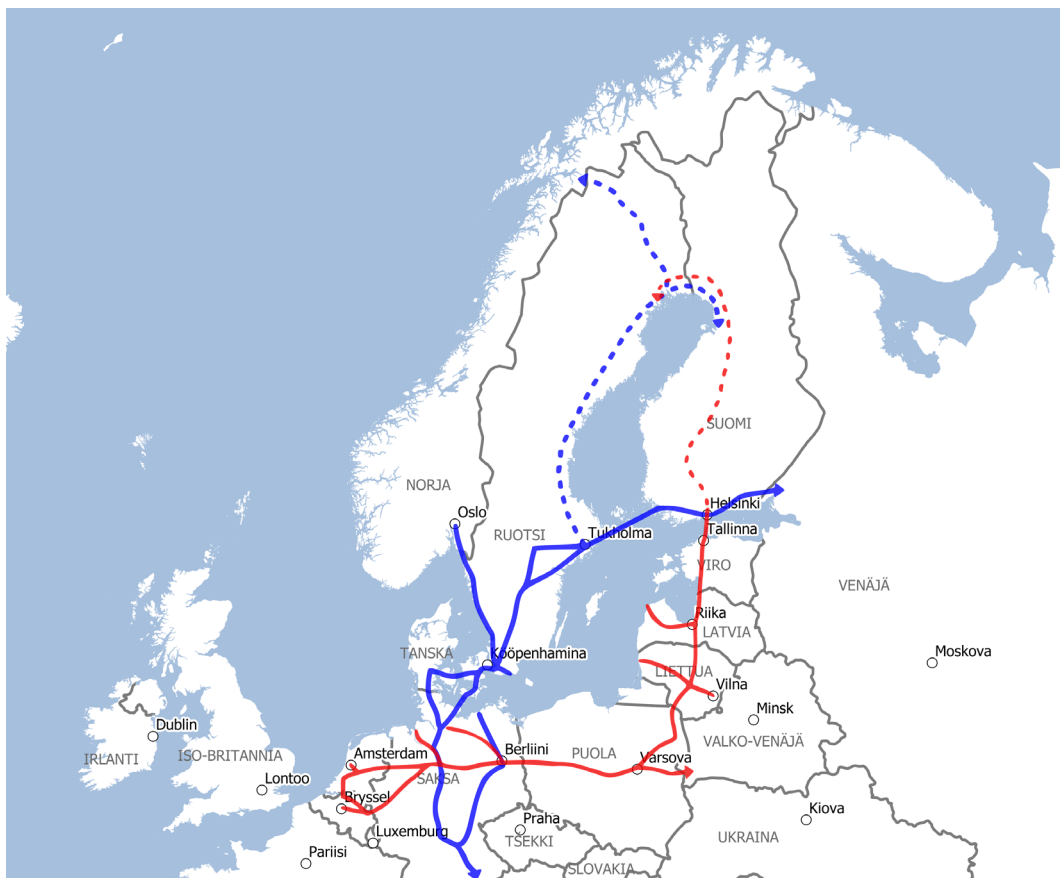 SUOMI
NORJA
Helsinki
Oslo
Tallinna
Tukholma
RUOTSI
VIRO
VENÄJÄ
Riika
LATVIA
TANSKA
Kööpenhamina
Moskova
LIETTUA
Vilna
Minsk
Dublin
VALKO-VENÄJÄ
IRLANTI
ISO-BRITANNIA
Amsterdam
Berliini
PUOLA
Varsova
SAKSA
Lontoo
Bryssel
Kiova
Praha
Luxemburg
TSEKKI
UKRAINA
Pariisi
SLOVAKIA